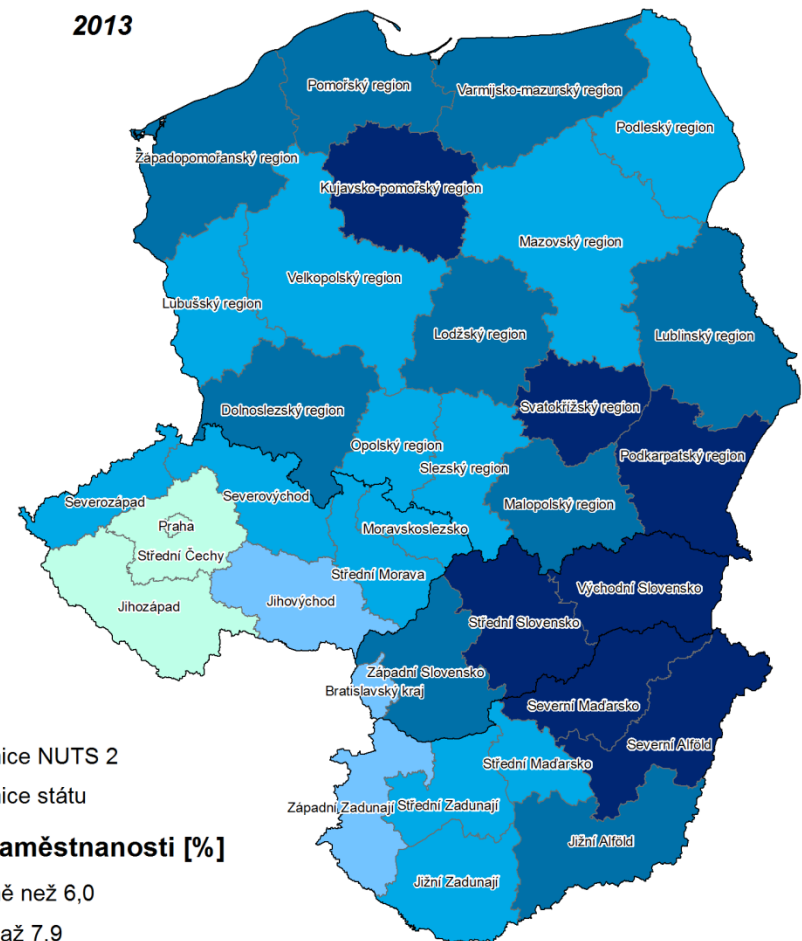 2013
Pomořský region
Varmijsko-mazurský region
Podleský region
Západopomořanský region
Kujavsko-pomořský region
Mazovský region
Velkopolský region
Lubušský region
Lodžský region
Lublinský region
Dolnoslezský region
Svatokřížský region
Opolský region
Podkarpatský region
Slezský region
Severozápad
Severovýchod
Malopolský region
Praha
Moravskoslezsko
Střední Čechy
Střední Morava
Východní Slovensko
Jihozápad
Jihovýchod
Střední Slovensko
Západní Slovensko
Bratislavský kraj
Severní Maďarsko
Severní Alföld
Střední Maďarsko
Západní Zadunají
Střední Zadunají
Jižní Alföld
Jižní Zadunají
nice NUTS 2
nice státu
aměstnanosti [%]
ě než 6,0
až 7,9